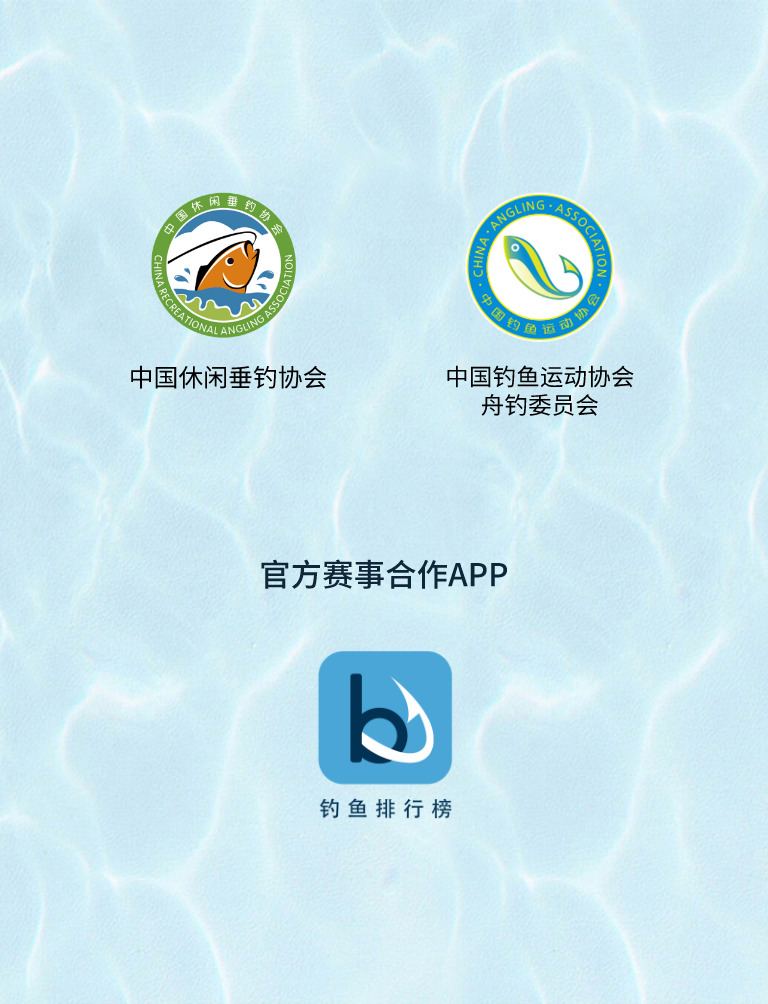 中国休闲垂钓协会
CHINA RECREATIONAL ANGLING ASSOCIATION
CHINA·ANGLING·ASSOCIATION
中国钓鱼运动协会
中国休闲垂钓协会
中国钓鱼运动协会
舟钓委员会
官方赛事合作APP
b
钓鱼排行榜